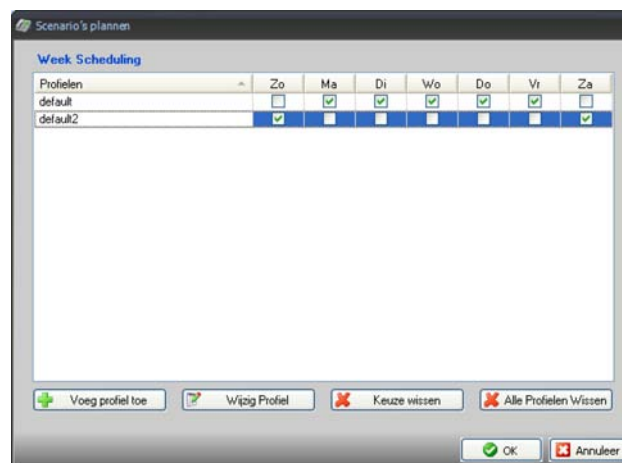 Scenario's plannen
Week Scheduling
Profielen Zo Ma Di Wo Do Vr Za
default
default2
Voeg profiel toe Wijzig Profiel Keuze wissen Alle Profielen Wissen
OK Annuleer